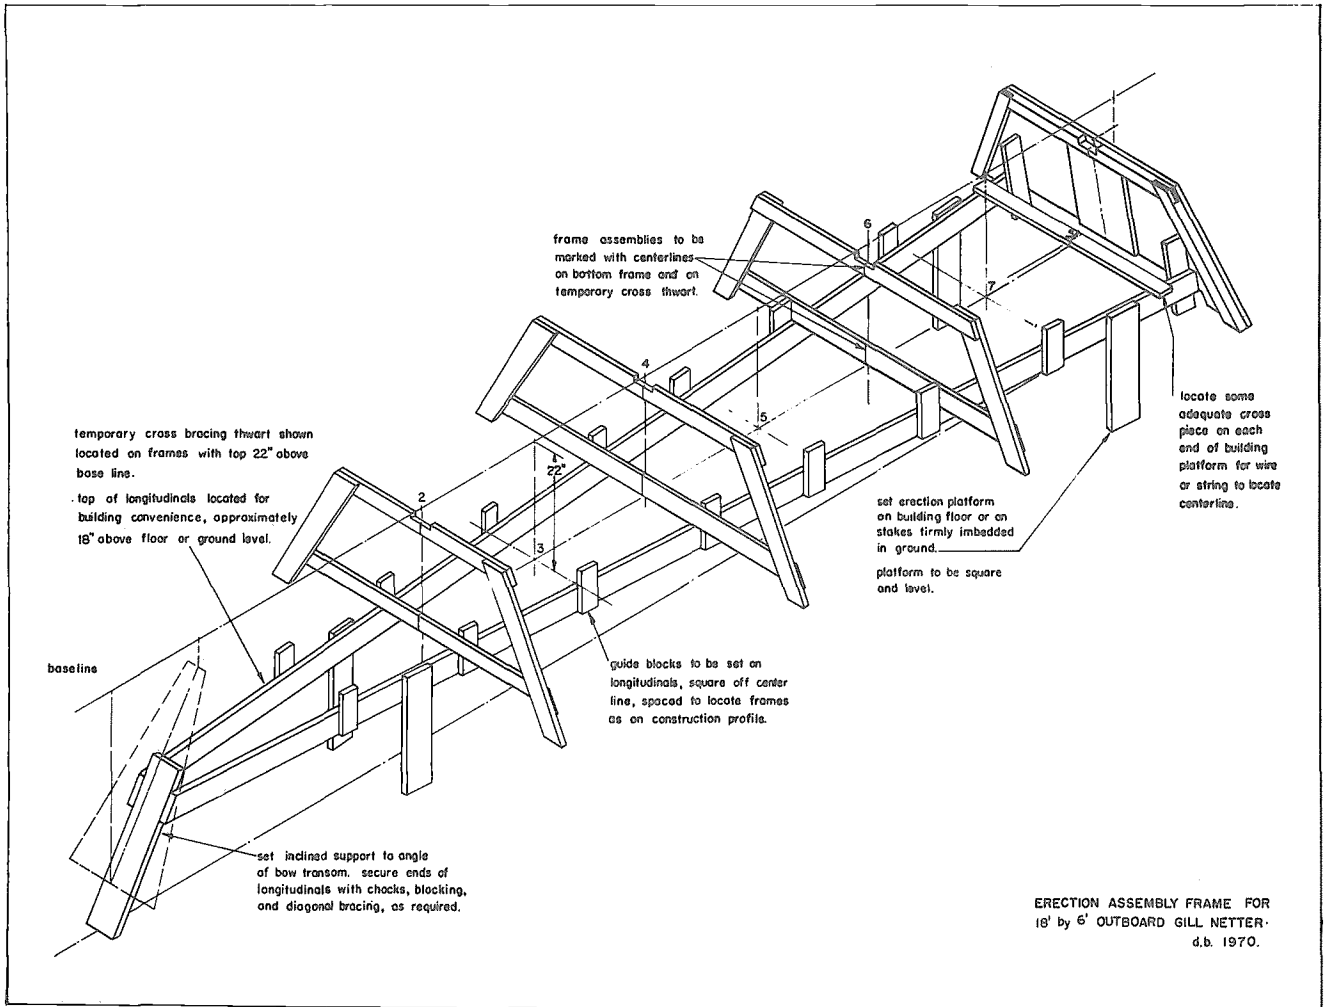 frame assemblies to be
marked with centerlines
on bottom frame and on
temporary cross thwart.
6
7
4
5
22"
2
3
temporary cross bracing thwart shown
located on frames with top 22" above
base line.
top of longitudinals located for
building convenience, approximately
18" above floor or ground level.
locate some
adequate cross
piece on each
end of building
platform for wire
or string to locate
centerline.
set erection platform
on building floor or on
stakes firmly imbedded
in ground.
platform to be square
and level.
baseline
guide blocks to be set on
longitudinals, square off center
line, spaced to locate frames
as on construction profile.
set inclined support to angle
of bow transom. secure ends of
longitudinals with chocks, blocking,
and diagonal bracing, as required.
ERECTION ASSEMBLY FRAME FOR
18' by 6' OUTBOARD GILL NETTER.
d.b. 1970.